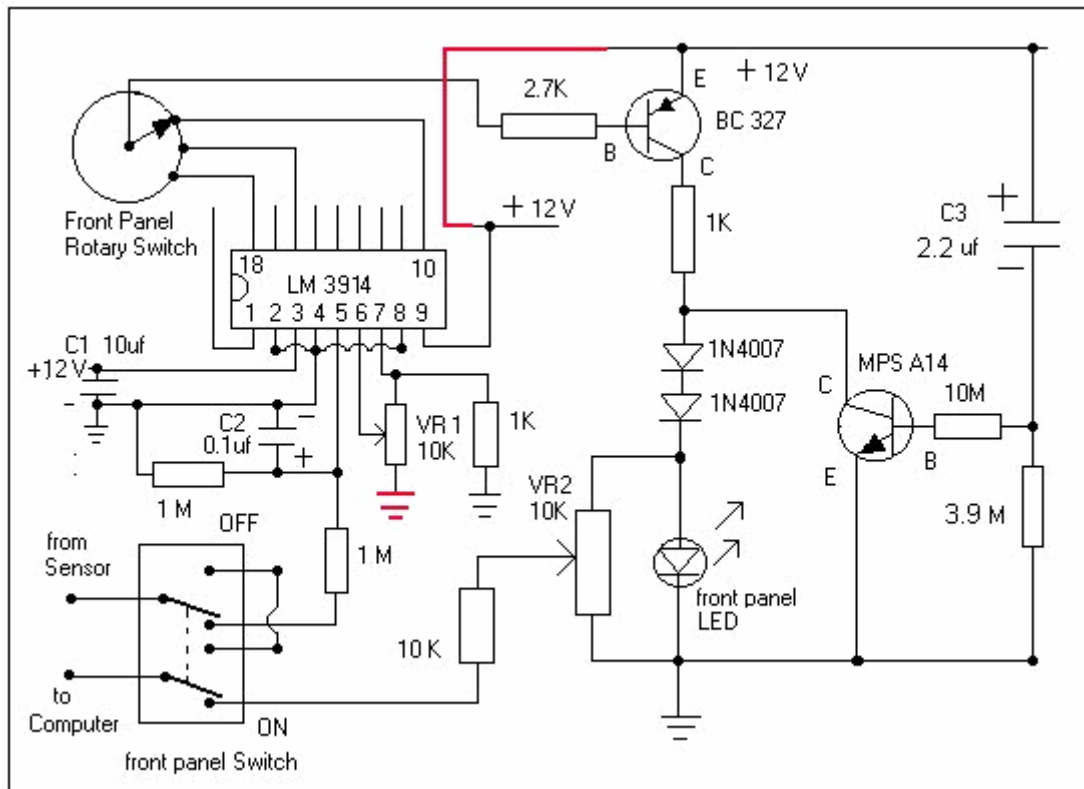 + 12 V
E
2.7K
BC 327
B
C
Front Panel
Rotary Switch
+ 12 V
1K
C3
+
2.2 uf
−
18
10
LM 3914
1 2 3 4 5 6 7 8 9
C1 10uf
+12 V
-
1N4007
1N4007
MPS A14
C
10M
B
E
C2
0.1uf
−
+
VR 1
10K
1K
1 M
VR2
10K
3.9 M
OFF
from
Sensor
1 M
front panel
LED
10 K
to
Computer
ON
front panel Switch